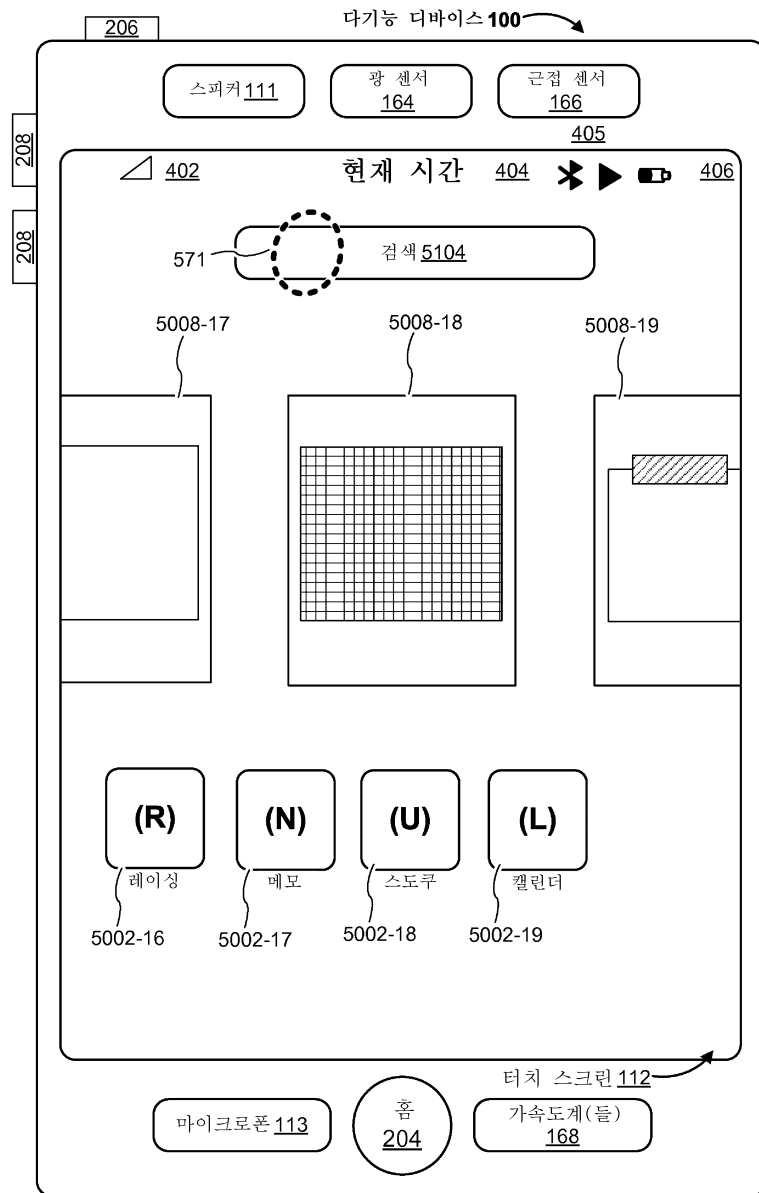 다기능 디바이스 100
206
스피커 111
광 센서
164
근접 센서
166
405
208
208
402
현재 시간
404
406
571
검색 5104
5008-17
5008-18
5008-19
(R)
(N)
(U)
(L)
레이싱
메모
스도쿠
캘린더
5002-16
5002-17
5002-18
5002-19
터치 스크린 112
마이크로폰 113
홈
204
가속도계(들)
168